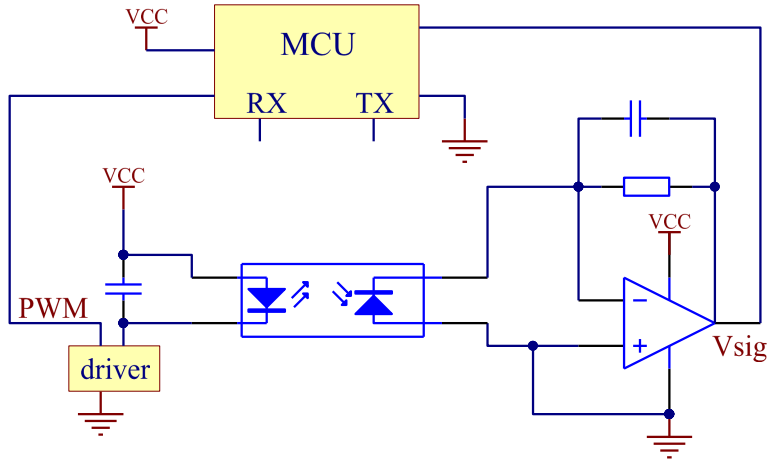 VCC
MCU
RX
TX
VCC
VCC
PWM
Vsig
driver